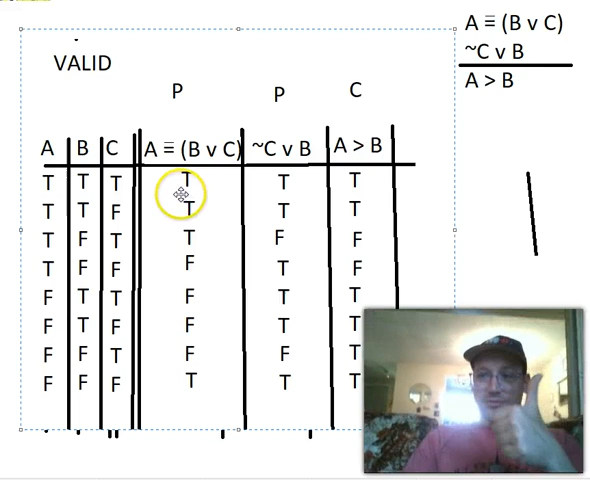 A ≡ (B v C)
~C v B
A > B
VALID
P P C
A B C A ≡ (B v C) ~C v B A > B
T T T T T T
T T F T T T
T F T T F F
T F F F T F
F T T F T T
F T F F T T
F F T F F T
F F F T T T